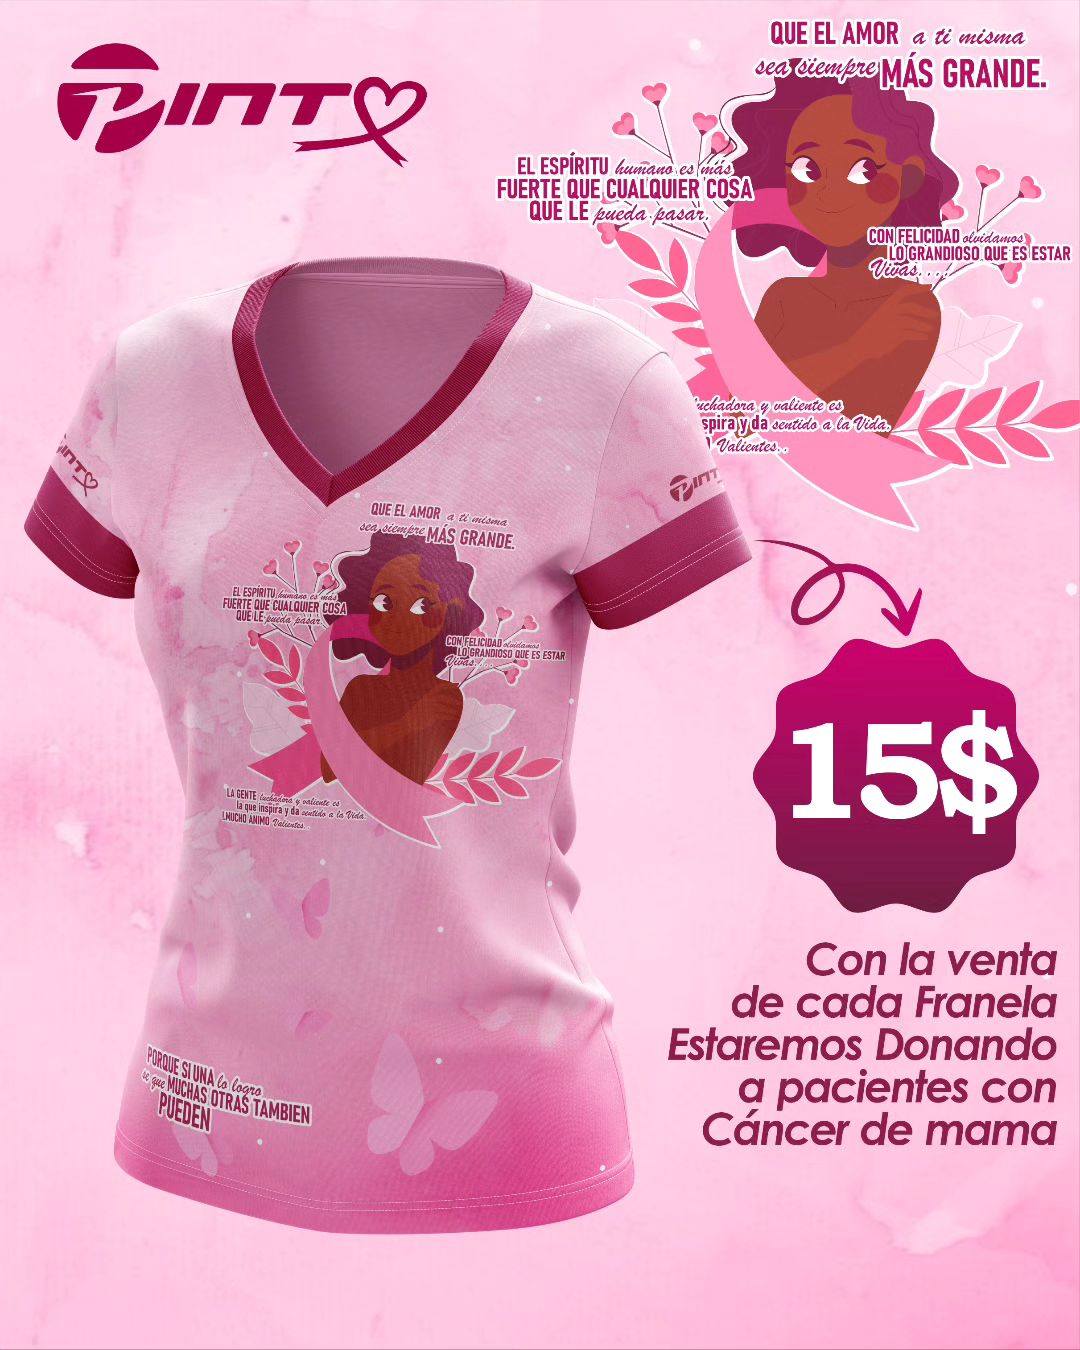 PINTO
QUE EL AMOR a ti misma
sea siempre MÁS GRANDE.
EL ESPÍRITU humano es más
FUERTE QUE CUALQUIER COSA
QUE LE pueda pasar.
CON FELICIDAD olvidamos
LO GRANDIOSO QUE ES ESTAR
Vivas. . . !
luchadora y valiente es
spira y da sentido a la Vida.
Valientes. .
PINTO
PINT
QUE EL AMOR a ti misma
sea siempre MÁS GRANDE.
EL ESPÍRITU humano es más
FUERTE QUE CUALQUIER COSA
QUE LE pueda pasar.
CON FELICIDAD olvidamos
LO GRANDIOSO QUE ES ESTAR
Vivas. . . .
LA GENTE luchadora y valiente es
la que inspira y da sentido a la Vida.
¡MUCHO ANIMO Valientes. .
PORQUE SI UNA lo logro
se que MUCHAS OTRAS TAMBIEN
PUEDEN
15$
Con la venta
de cada Franela
Estaremos Donando
a pacientes con
Cáncer de mama